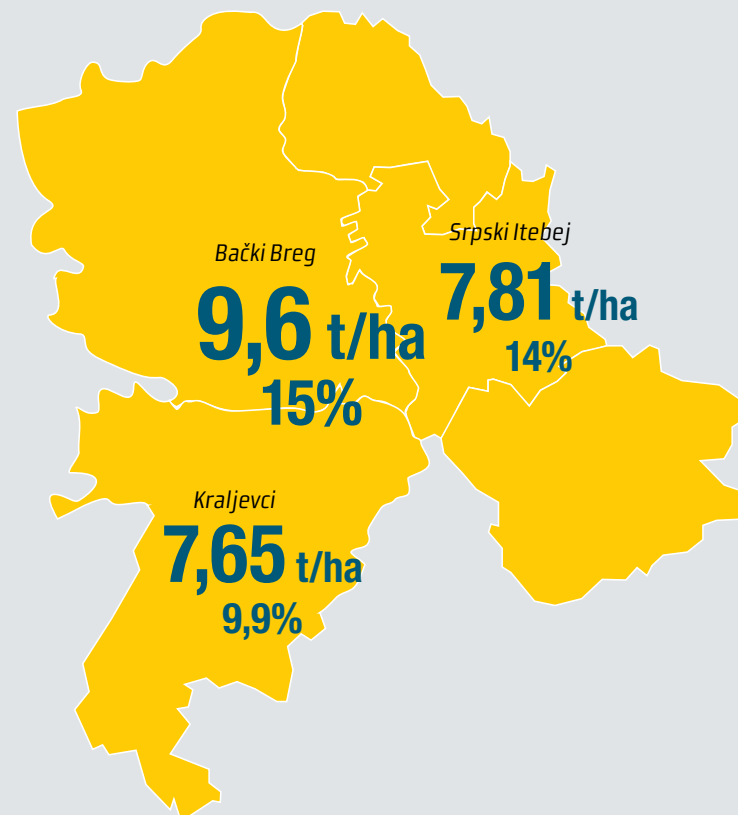 Bački Breg
9,6 t/ha
15%
Srpski Itebej
7,81 t/ha
14%
Kraljevci
7,65 t/ha
9,9%